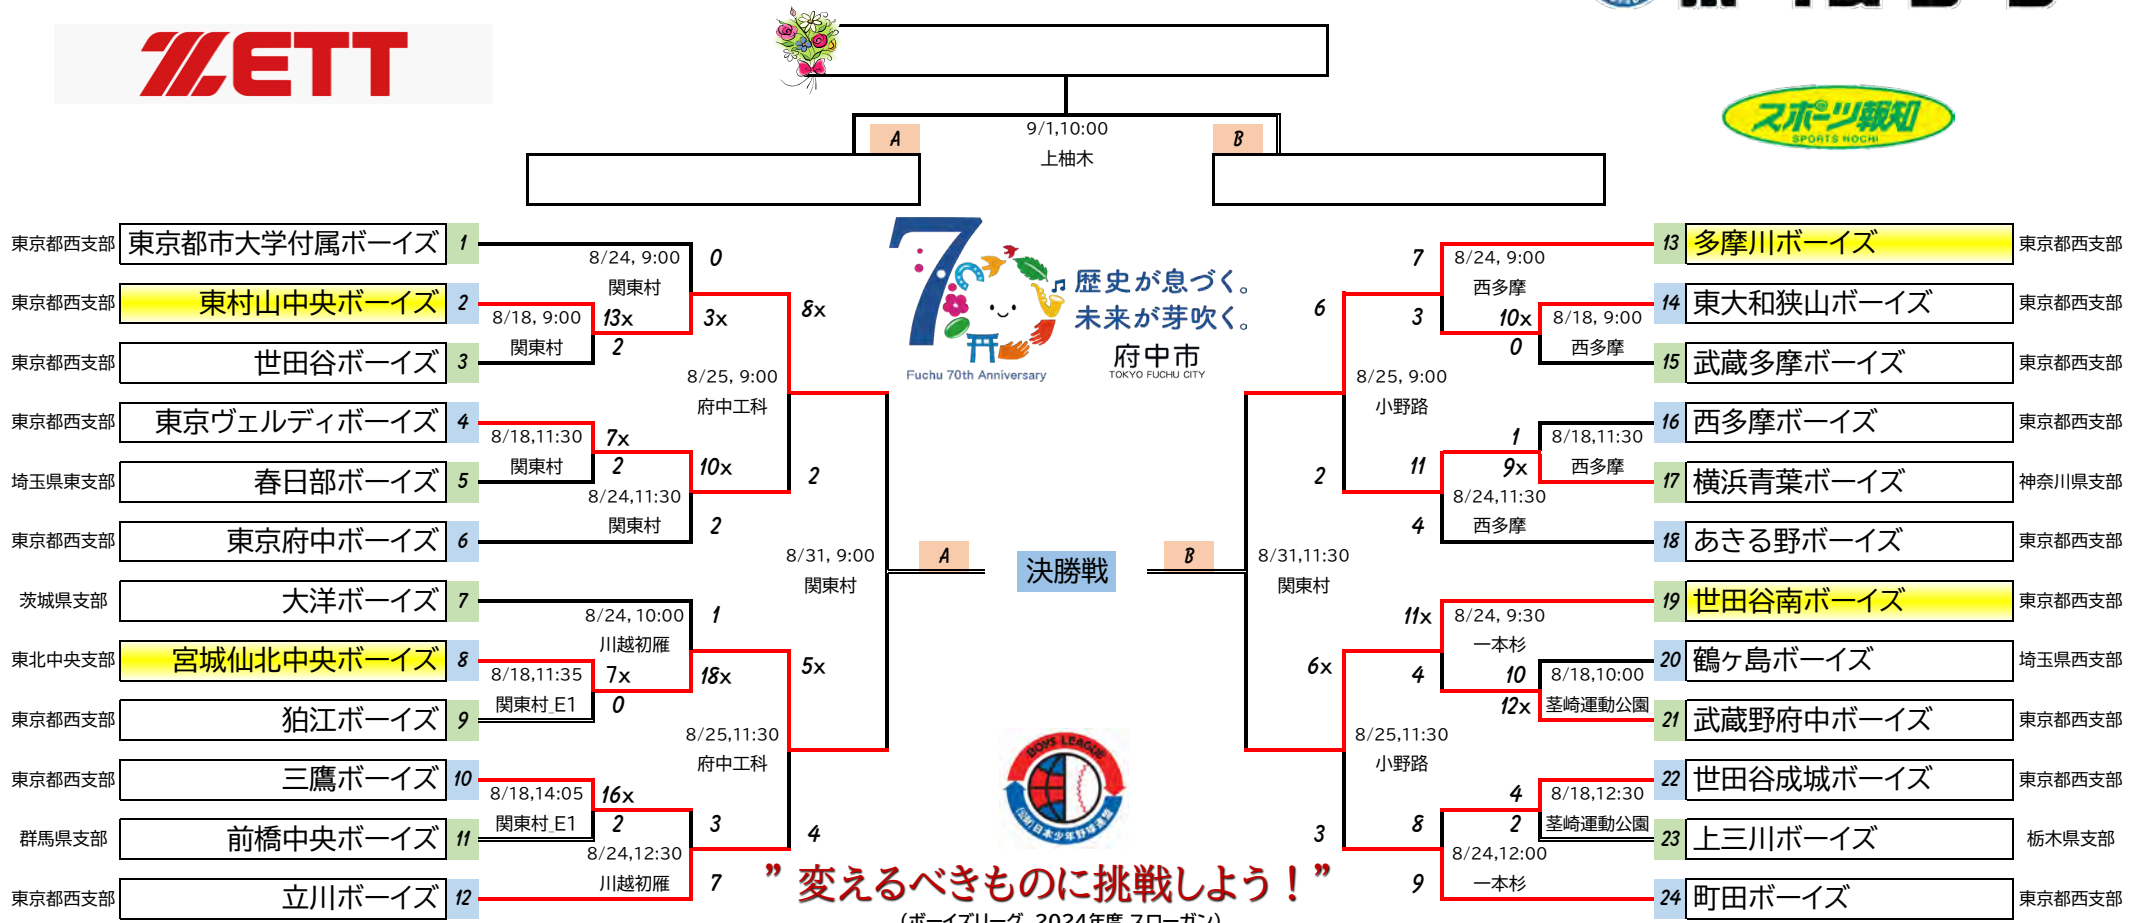 ZETT
スポーツ報知
SPORTS HOCHI
A
9/1,10:00
B
上柚木
東京都西支部 東京都市大学付属ボーイズ 1
8/24, 9:00
関東村
0
東京都西支部 東村山中央ボーイズ 2
8/18, 9:00
関東村
13x
2
3x
8x
東京都西支部 世田谷ボーイズ 3
8/25, 9:00
府中工科
東京都西支部 東京ヴェルディボーイズ 4
8/18,11:30
関東村
7x
2
10x
2
埼玉県東支部 春日部ボーイズ 5
8/24,11:30
関東村
2
東京都西支部 東京府中ボーイズ 6
8/31, 9:00
関東村
茨城県支部 大洋ボーイズ 7
8/24, 10:00
川越初雁
1
東北中央支部 宮城仙北中央ボーイズ 8
8/18,11:35
関東村_E1
7x
0
18x
5x
東京都西支部 狛江ボーイズ 9
8/25,11:30
府中工科
東京都西支部 三鷹ボーイズ 10
8/18,14:05
関東村_E1
16x
2
3
4
群馬県支部 前橋中央ボーイズ 11
8/24,12:30
川越初雁
7
東京都西支部 立川ボーイズ 12
70
歴史が息づく。
未来が芽吹く。
府中市
TOKYO FUCHU CITY
Fuchu 70th Anniversary
A
決勝戦
B
BOYS LEAGUE
(公財)日本少年野球連盟
”変えるべきものに挑戦しよう！”
(ボーイズリーグ 2024年度 スローガン)
13 多摩川ボーイズ 東京都西支部
7
8/24, 9:00
西多摩
14 東大和狭山ボーイズ 東京都西支部
6
3
10x
0
8/18, 9:00
西多摩
15 武蔵多摩ボーイズ 東京都西支部
8/25, 9:00
小野路
16 西多摩ボーイズ 東京都西支部
1
9x
8/18,11:30
西多摩
2
11
17 横浜青葉ボーイズ 神奈川県支部
8/24,11:30
西多摩
4
18 あきる野ボーイズ 東京都西支部
8/31,11:30
関東村
19 世田谷南ボーイズ 東京都西支部
11x
8/24, 9:30
一本杉
20 鶴ヶ島ボーイズ 埼玉県西支部
6x
4
10
12x
8/18,10:00
茎崎運動公園
21 武蔵野府中ボーイズ 東京都西支部
8/25,11:30
小野路
22 世田谷成城ボーイズ 東京都西支部
4
2
8/18,12:30
茎崎運動公園
3
8
23 上三川ボーイズ 栃木県支部
8/24,12:00
一本杉
9
24 町田ボーイズ 東京都西支部